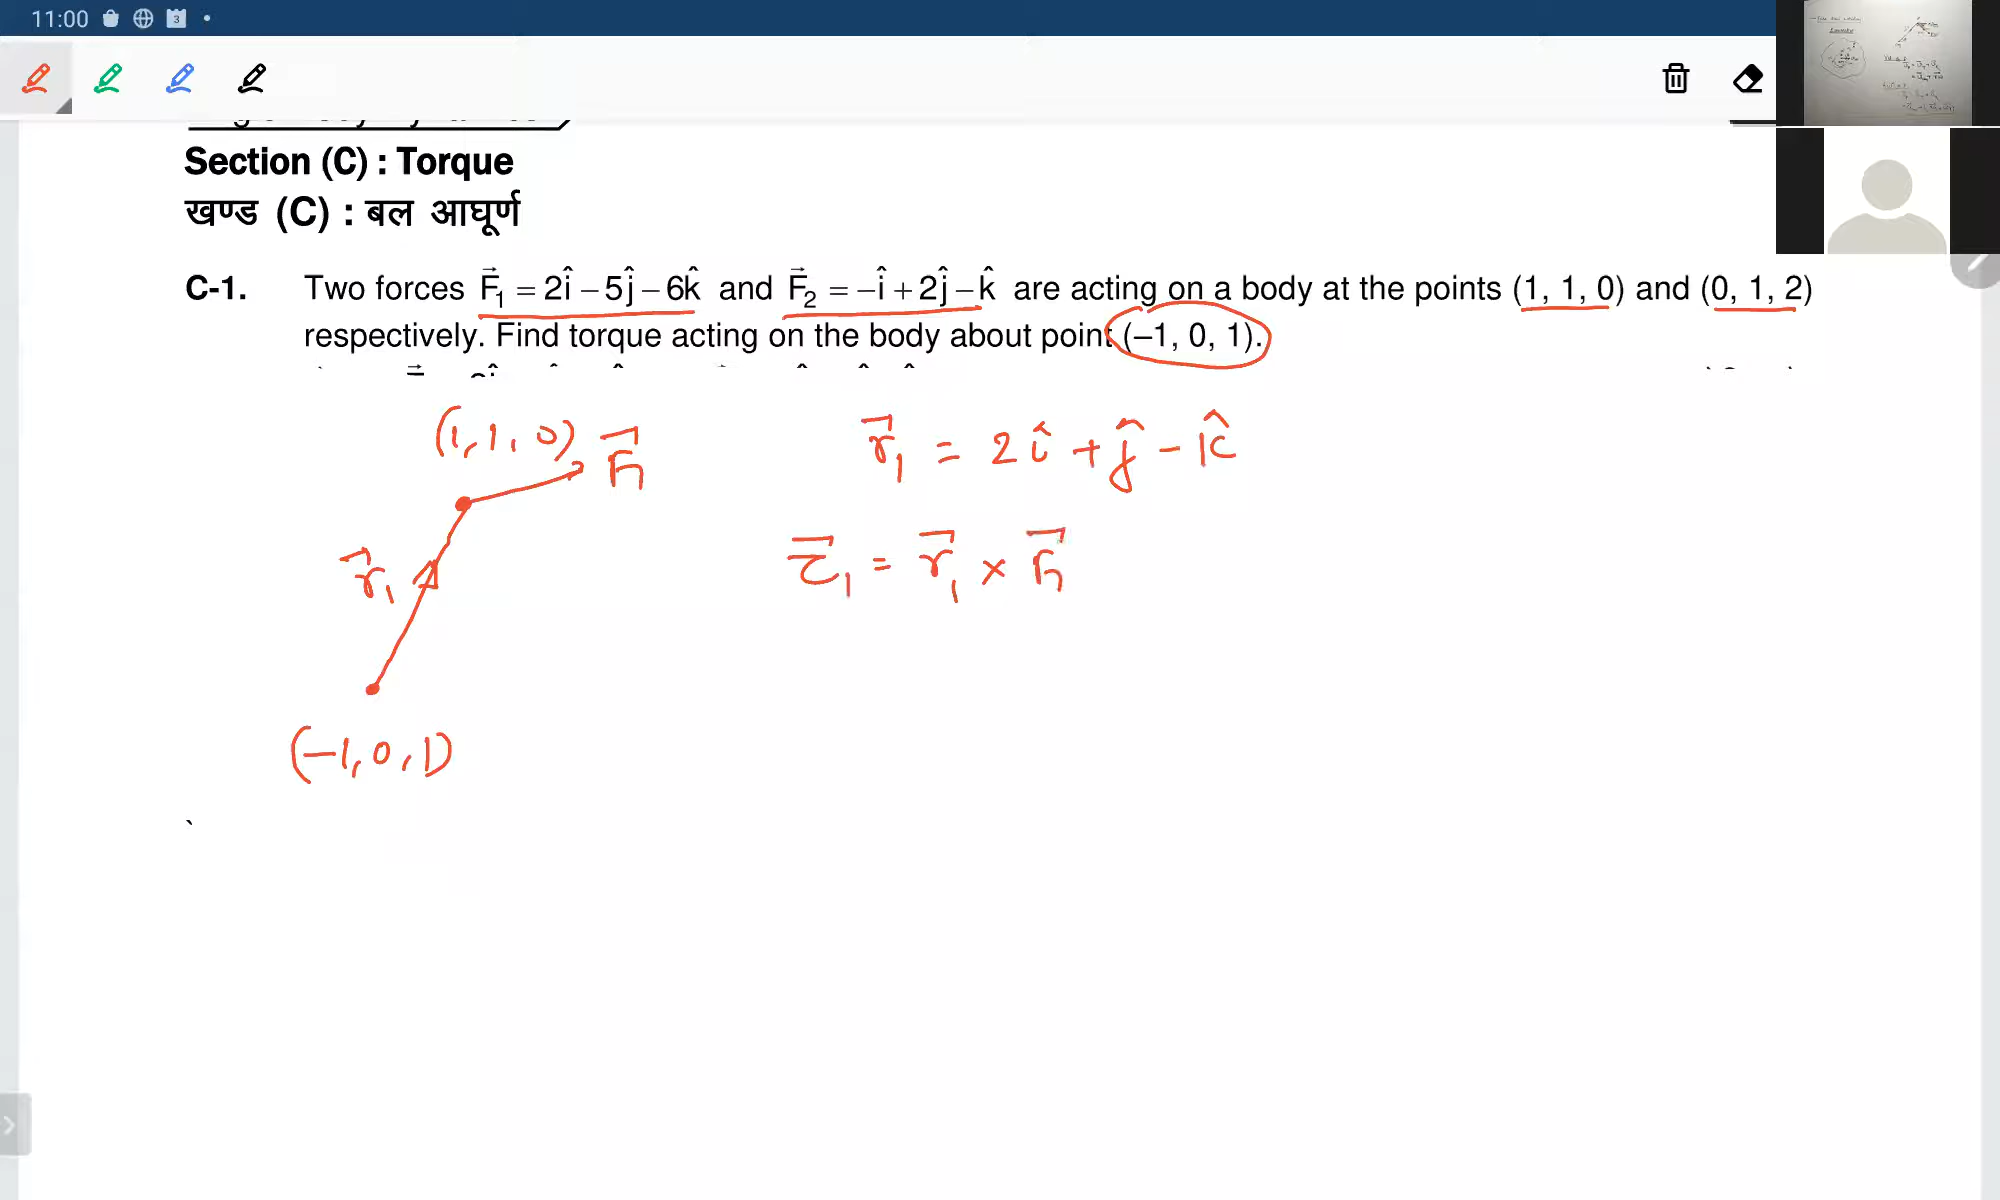 11:00
3
Section (C) : Torque
खण्ड (C) : बल आघूर्ण
C-1. Two forces F⃗₁ = 2î – 5ĵ – 6k̂ and F⃗₂ = –î + 2ĵ – k̂ are acting on a body at the points (1, 1, 0) and (0, 1, 2)
respectively. Find torque acting on the body about point (–1, 0, 1).
(1, 1, 0) F⃗₁
r⃗₁ = 2î + ĵ – k̂
τ⃗₁ = r⃗₁ × F⃗₁
r⃗₁
(–1, 0, 1)